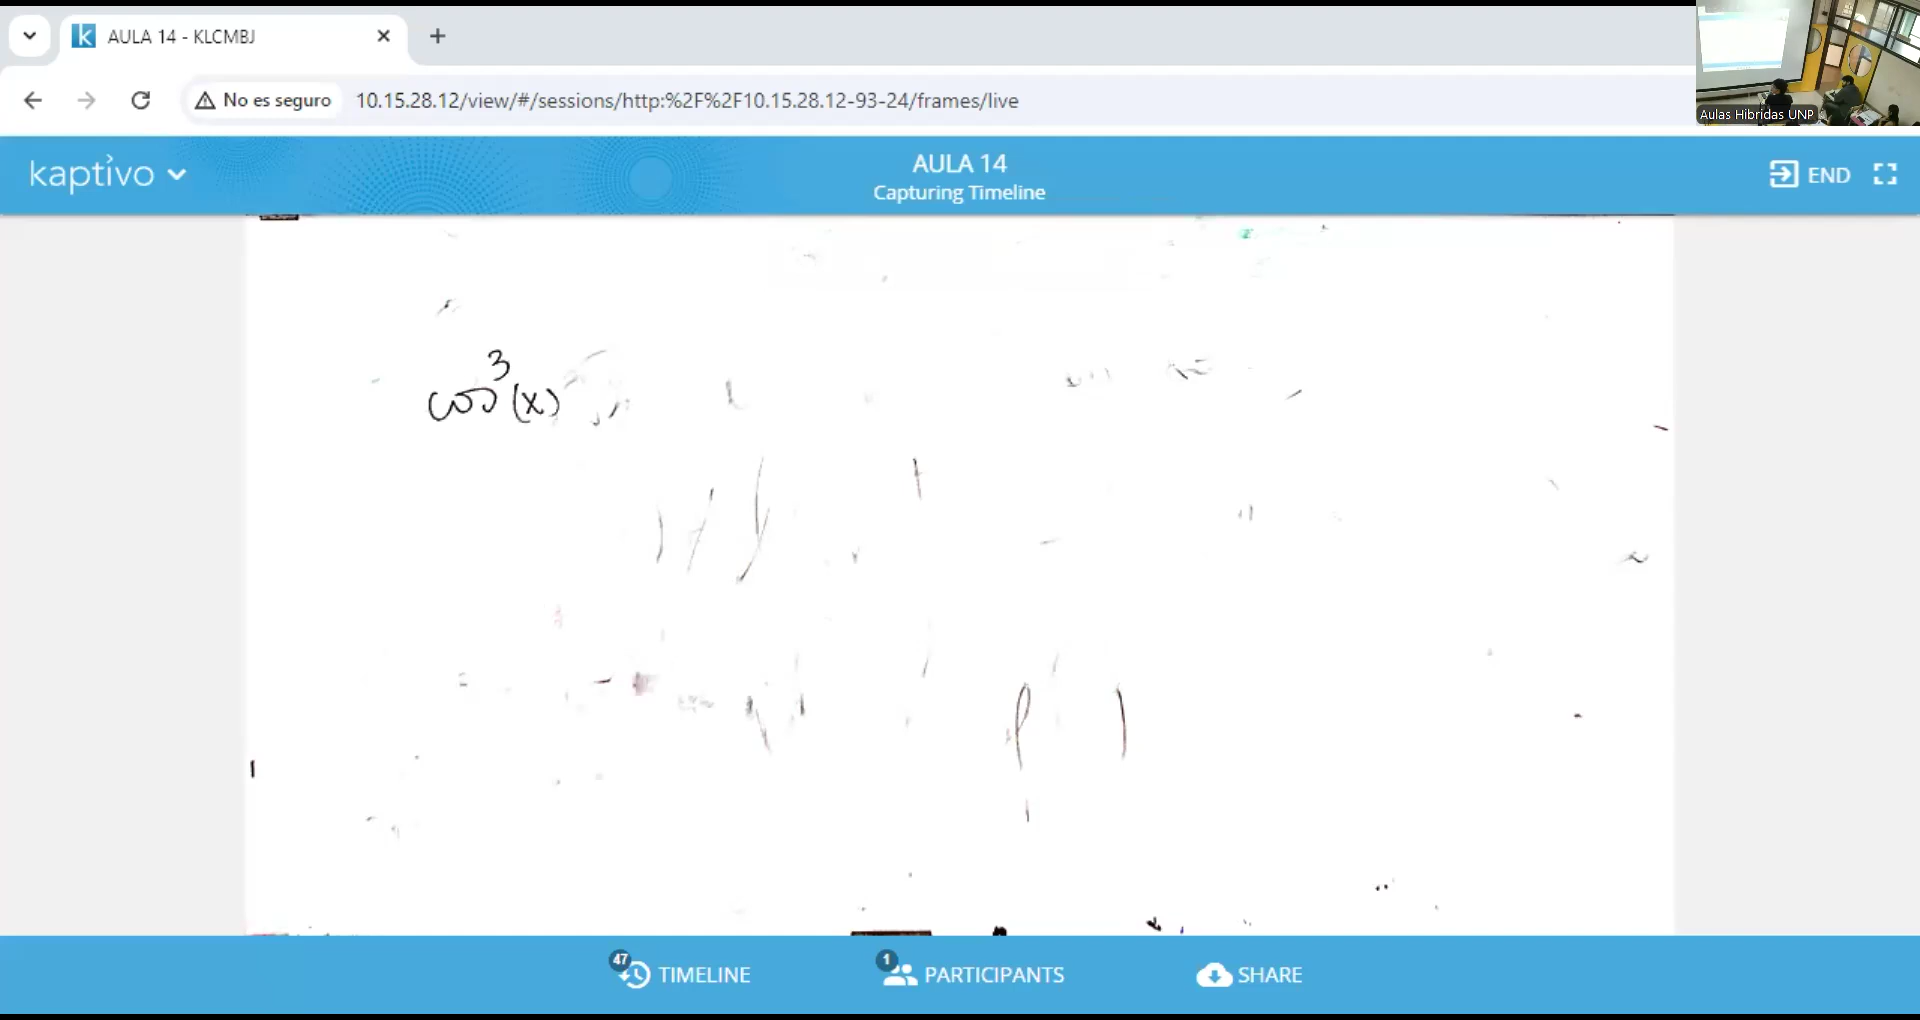 AULA 14 - KLCMBJ
No es seguro
10.15.28.12/view/#/sessions/http:%2F%2F10.15.28.12-93-24/frames/live
Aulas Hibridas UNP
kaptivo
AULA 14
Capturing Timeline
END
cos³(x)
47
TIMELINE
1
PARTICIPANTS
SHARE